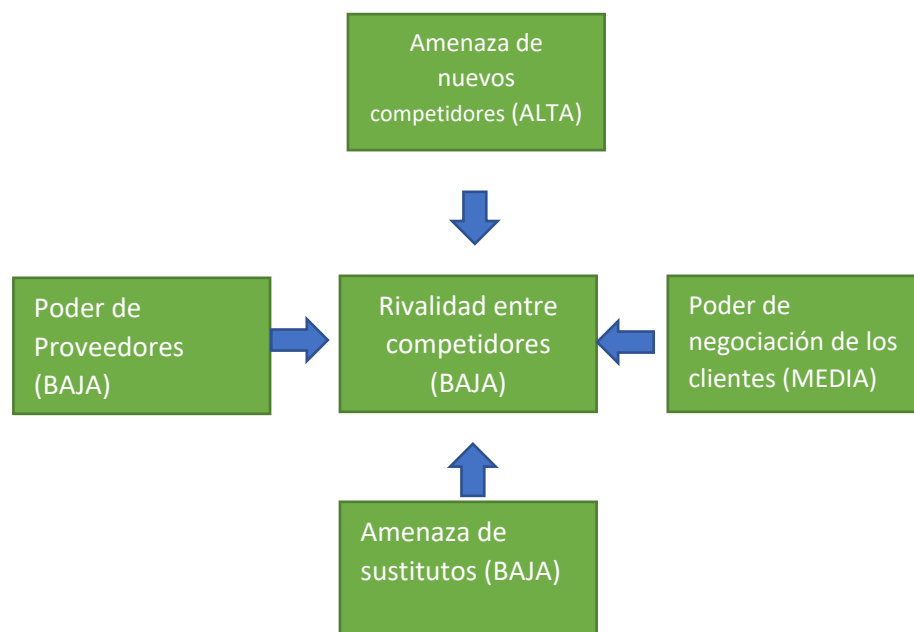 Amenaza de
nuevos
competidores (ALTA)
Poder de
Proveedores
(BAJA)
Rivalidad entre
competidores
(BAJA)
Poder de
negociación de los
clientes (MEDIA)
Amenaza de
sustitutos (BAJA)